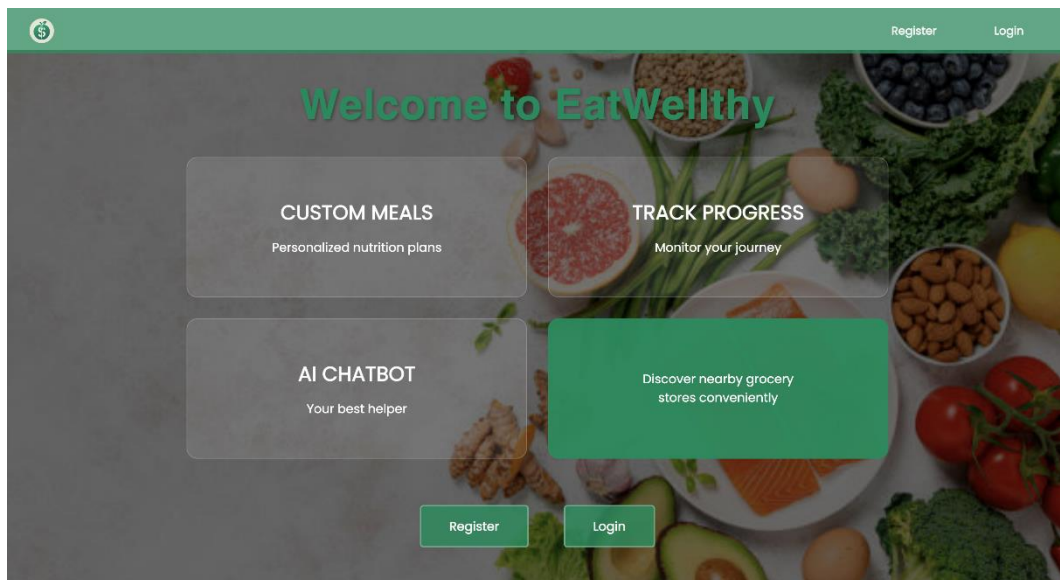 $
Register
Login
Welcome to EatWellthy
CUSTOM MEALS
Personalized nutrition plans
TRACK PROGRESS
Monitor your journey
AI CHATBOT
Your best helper
Discover nearby grocery
stores conveniently
Register
Login